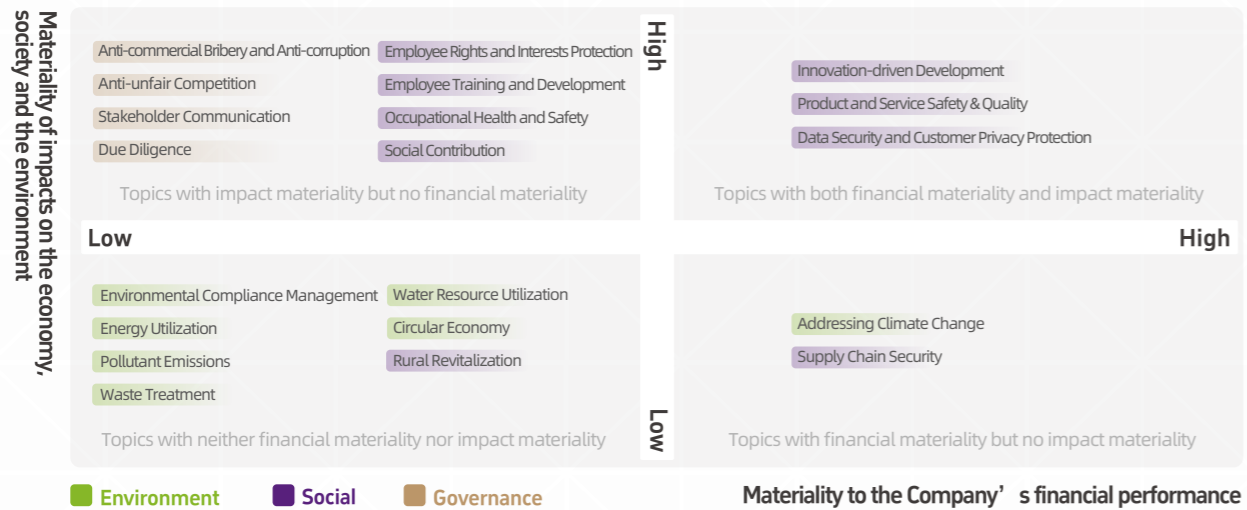 Materiality of impacts on the economy,
society and the environment
High
Anti-commercial Bribery and Anti-corruption
Anti-unfair Competition
Stakeholder Communication
Due Diligence
Employee Rights and Interests Protection
Employee Training and Development
Occupational Health and Safety
Social Contribution
Topics with impact materiality but no financial materiality
Innovation-driven Development
Product and Service Safety & Quality
Data Security and Customer Privacy Protection
Topics with both financial materiality and impact materiality
Low
High
Environmental Compliance Management
Energy Utilization
Pollutant Emissions
Waste Treatment
Water Resource Utilization
Circular Economy
Rural Revitalization
Topics with neither financial materiality nor impact materiality
Low
Addressing Climate Change
Supply Chain Security
Topics with financial materiality but no impact materiality
Environment
Social
Governance
Materiality to the Company’ s financial performance